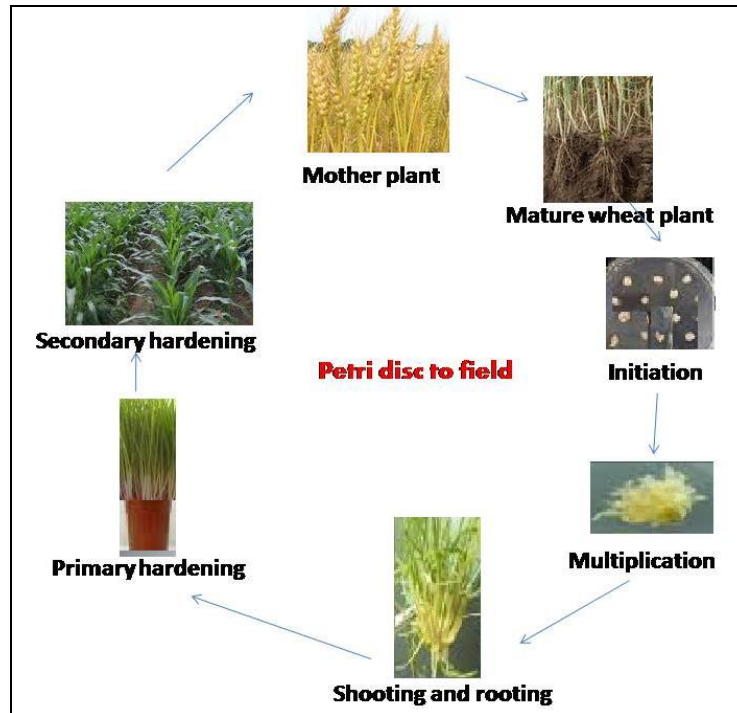 Mother plant
Mature wheat plant
Initiation
Multiplication
Shooting and rooting
Primary hardening
Secondary hardening
Petri disc to field